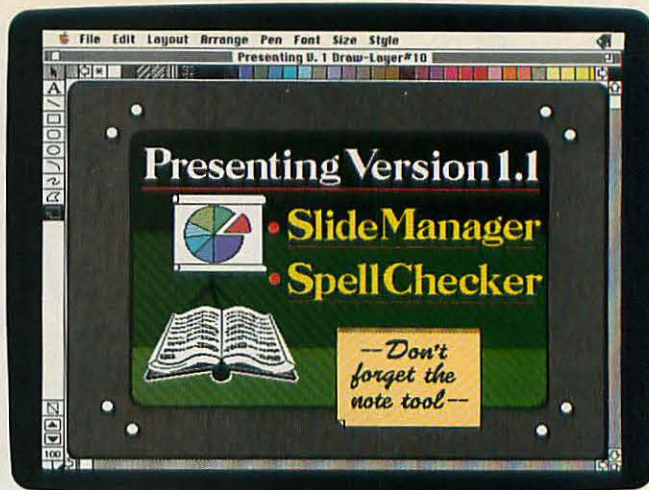 File Edit Layout Arrange Pen Font Size Style
Presenting V. 1 Draw-Layer#10
A
Presenting Version 1.1
• SlideManager
• SpellChecker
--Don't
forget the
note tool--
100